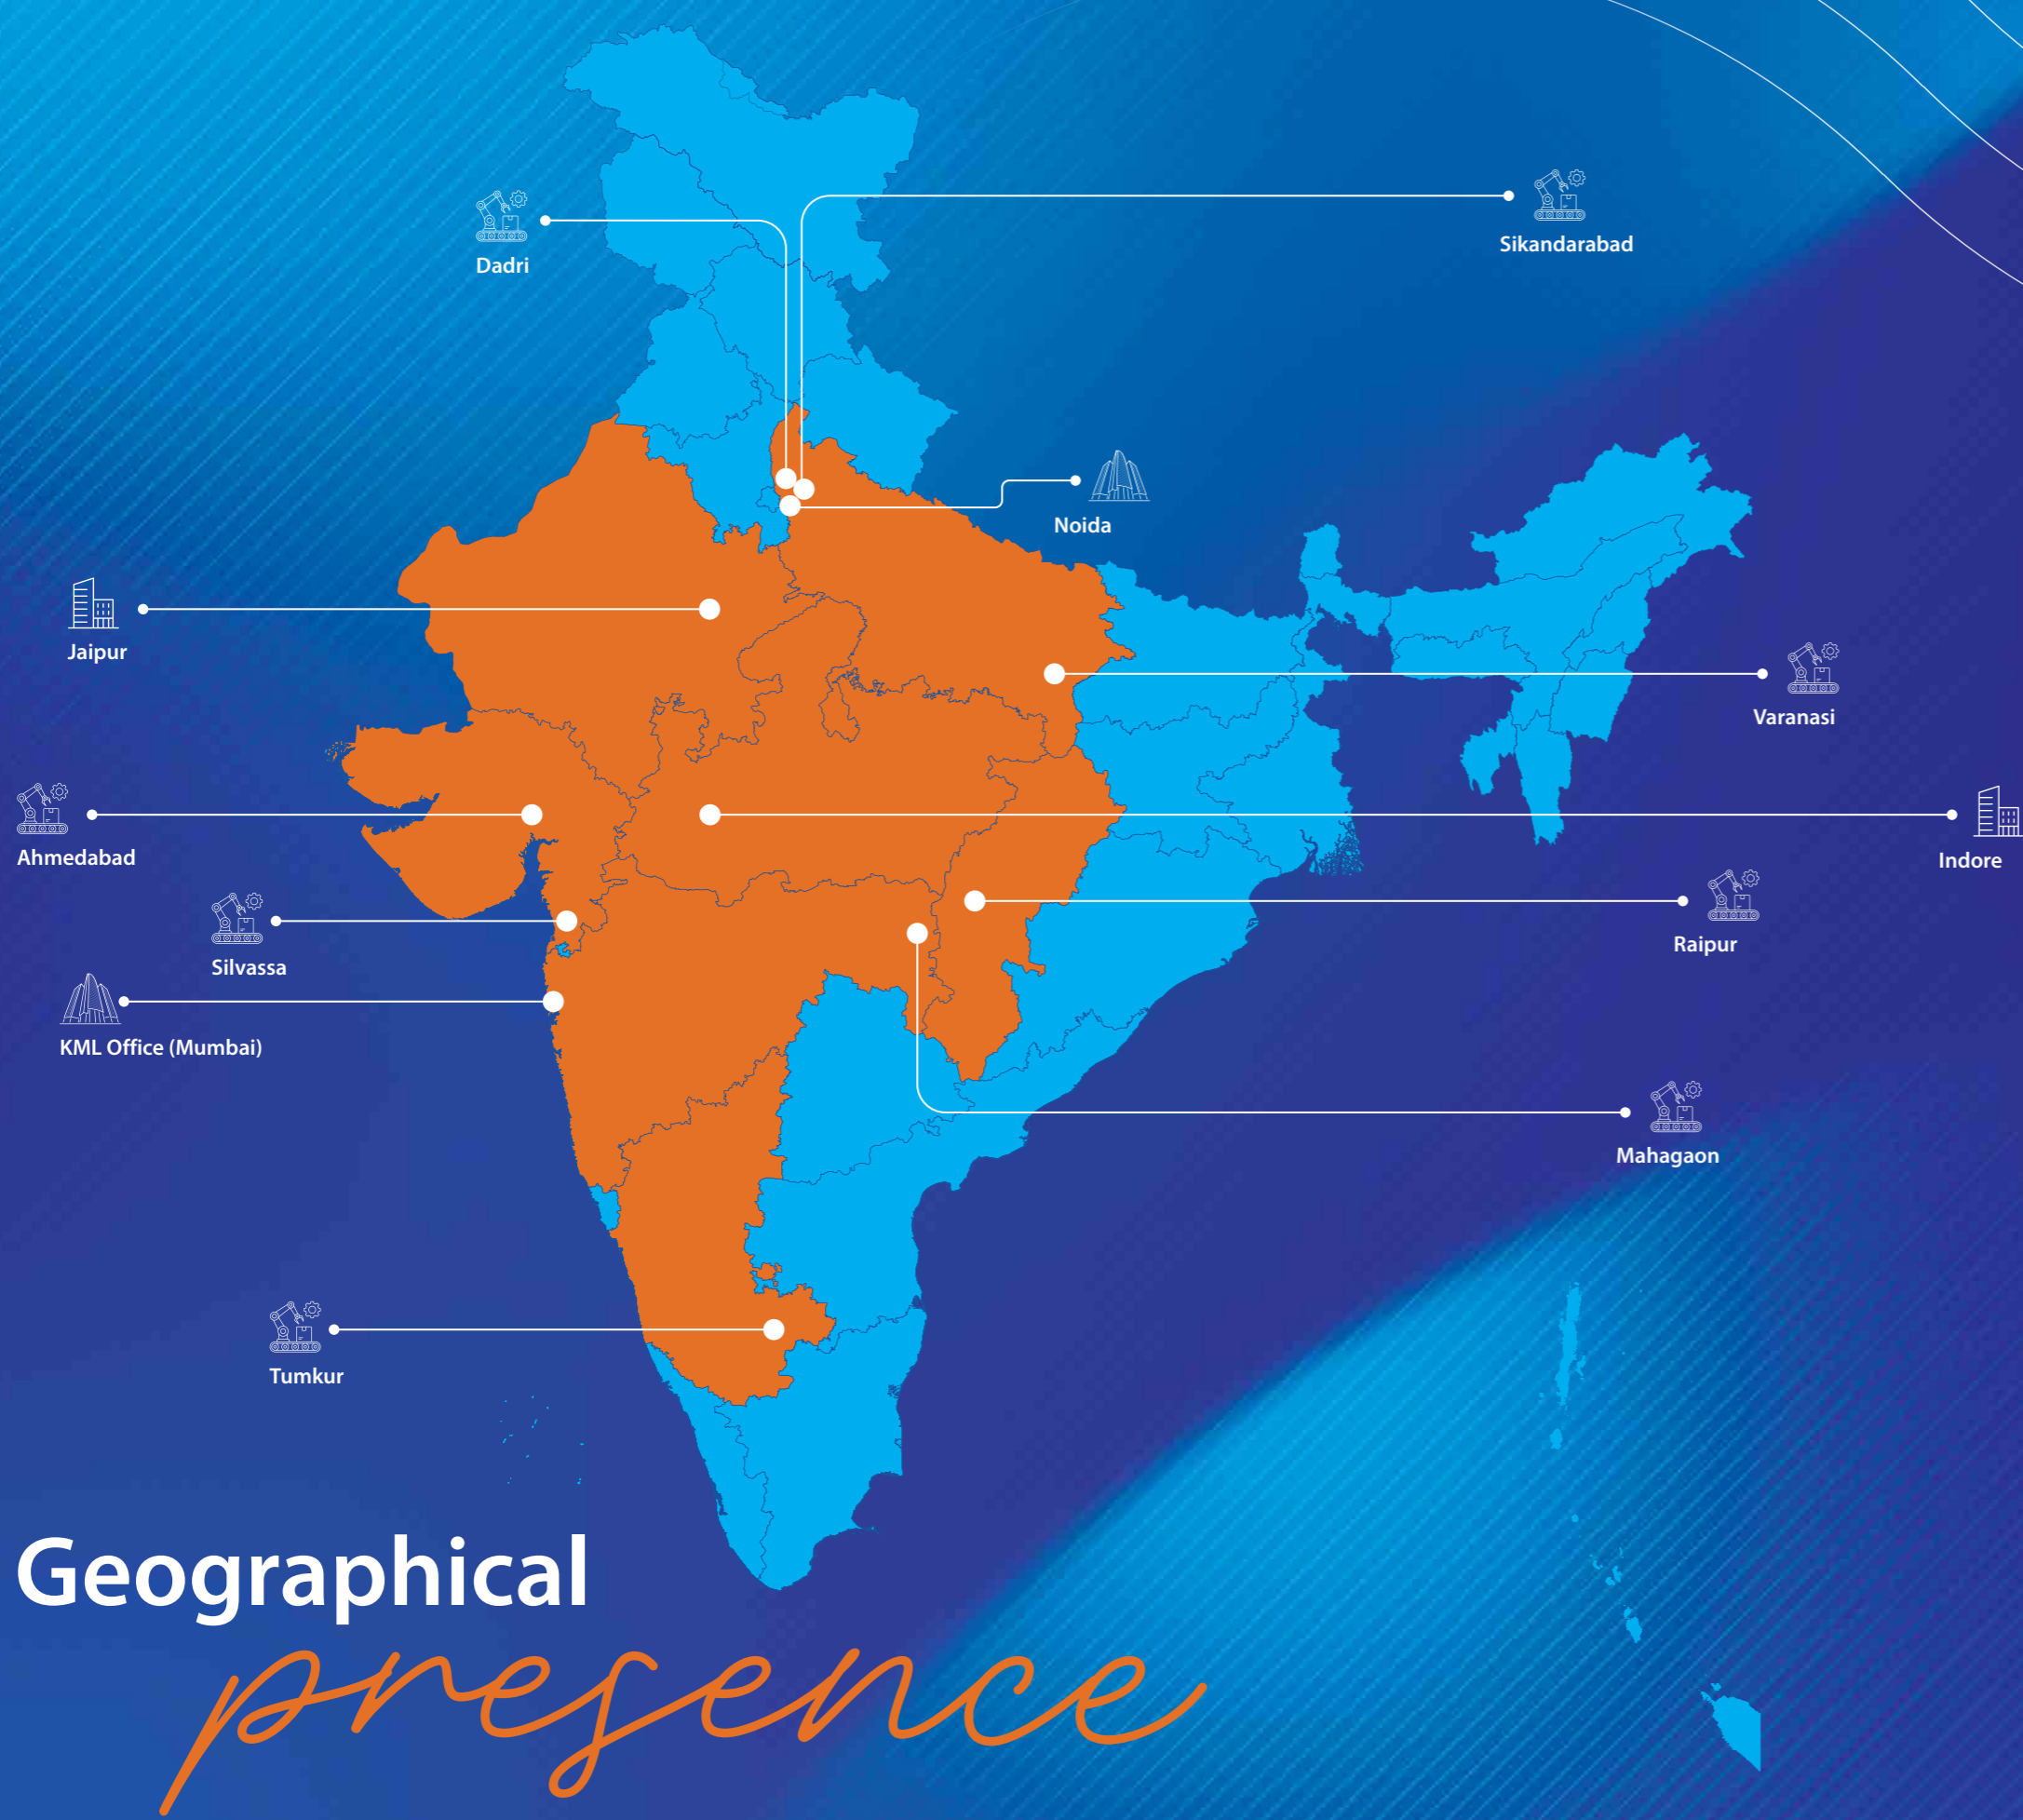 Sikandarabad
Dadri
Noida
Jaipur
Varanasi
Ahmedabad
Indore
Raipur
Silvassa
KML Office (Mumbai)
Mahagaon
Tumkur
Geographical
presence